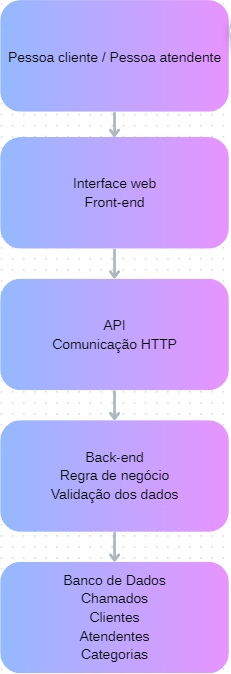 Pessoa cliente / Pessoa atendente
Interface web
Front-end
API
Comunicação HTTP
Back-end
Regra de negócio
Validação dos dados
Banco de Dados
Chamados
Clientes
Atendentes
Categorias